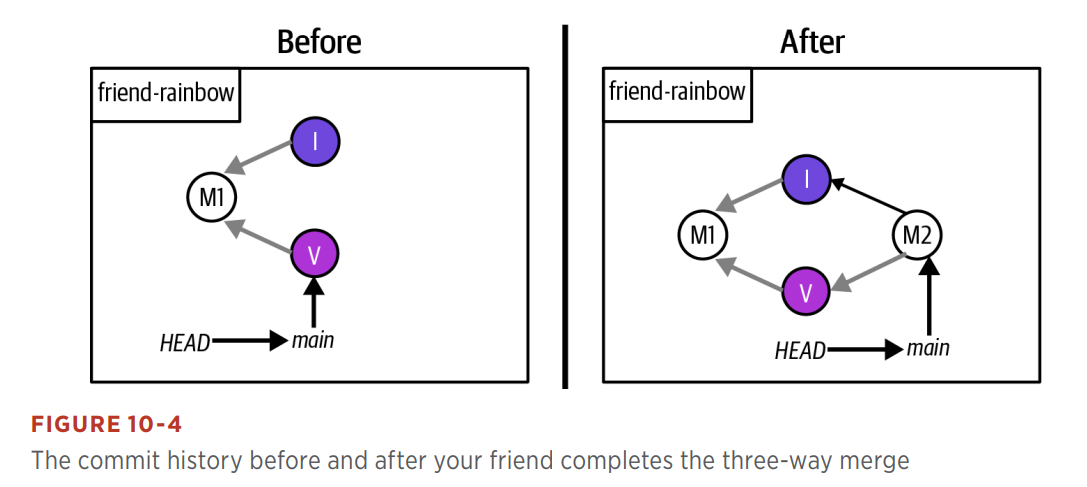 Before
friend-rainbow
I
M1
V
HEAD
main
After
friend-rainbow
I
M1
M2
V
HEAD
main
FIGURE 10-4
The commit history before and after your friend completes the three-way merge